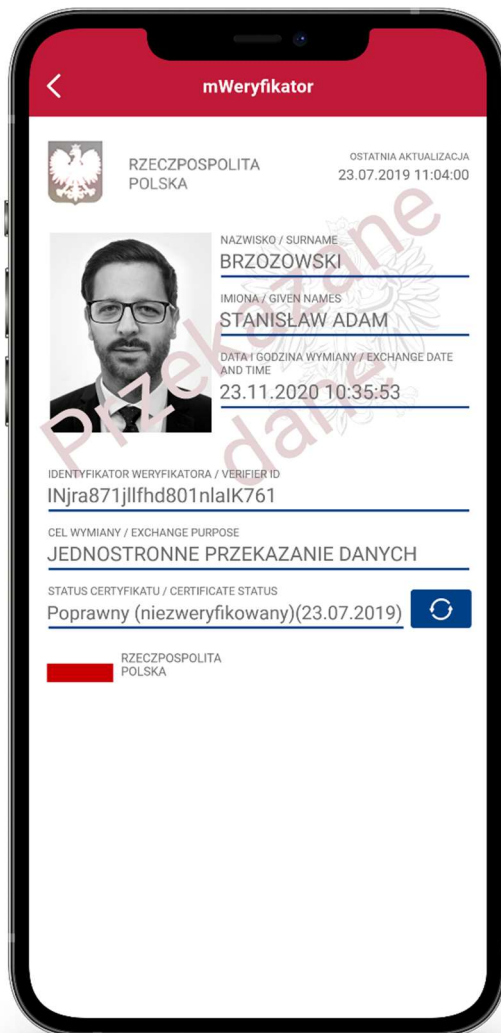 mWeryfikator
RZECZPOSPOLITA
POLSKA
OSTATNIA AKTUALIZACJA
23.07.2019 11:04:00
NAZWISKO / SURNAME
BRZOZOWSKI
IMIONA / GIVEN NAMES
STANISŁAW ADAM
DATA I GODZINA WYMIANY / EXCHANGE DATE
AND TIME
23.11.2020 10:35:53
Przekazane
dane
IDENTYFIKATOR WERYFIKATORA / VERIFIER ID
INjra871jllfhd801nlaIK761
CEL WYMIANY / EXCHANGE PURPOSE
JEDNOSTRONNE PRZEKAZANIE DANYCH
STATUS CERTYFIKATU / CERTIFICATE STATUS
Poprawny (niezweryfikowany)(23.07.2019)
RZECZPOSPOLITA
POLSKA